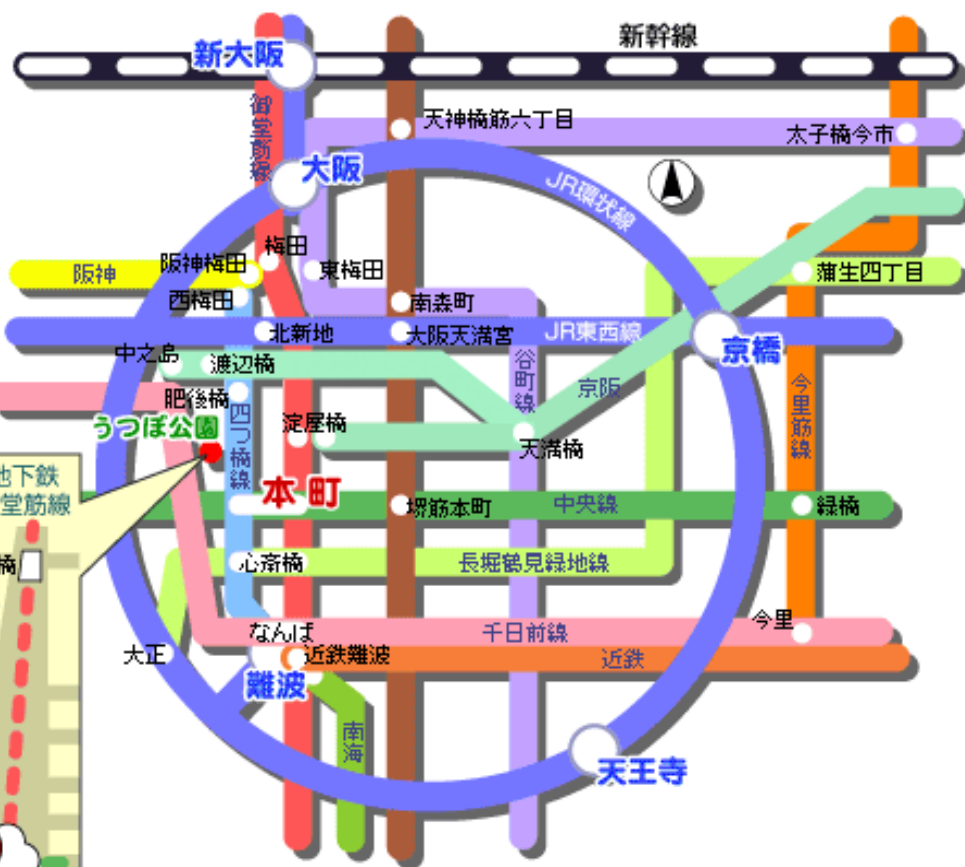 新幹線
新大阪
御堂筋線
天神橋筋六丁目
太子橋今市
大阪
JR環状線
梅田
阪神
阪神梅田
東梅田
蒲生四丁目
西梅田
南森町
北新地
大阪天満宮
JR東西線
京橋
中之島
渡辺橋
谷町線
京阪
今里筋線
肥後橋
四つ橋線
うつぼ公園
淀屋橋
天満橋
地下鉄
堂筋線
本町
堺筋本町
中央線
緑橋
橋
心斎橋
長堀鶴見緑地線
なんば
千日前線
今里
大正
近鉄難波
近鉄
難波
南海
天王寺